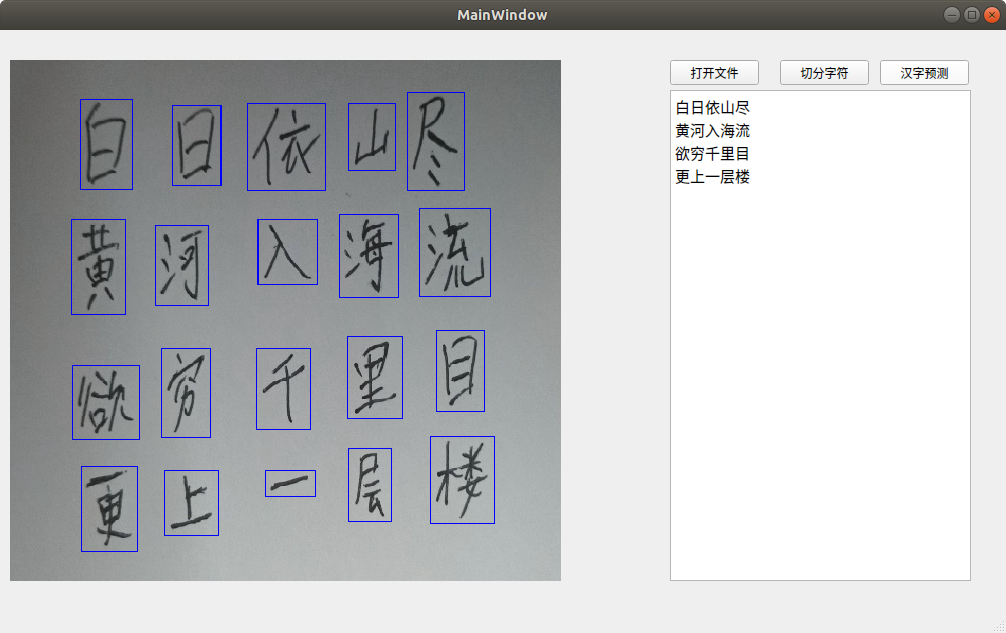 MainWindow
打开文件 切分字符 汉字预测
白日依山尽
黄河入海流
欲穷千里目
更上一层楼
白日依山尽
黄河入海流
欲穷千里目
更上一层楼